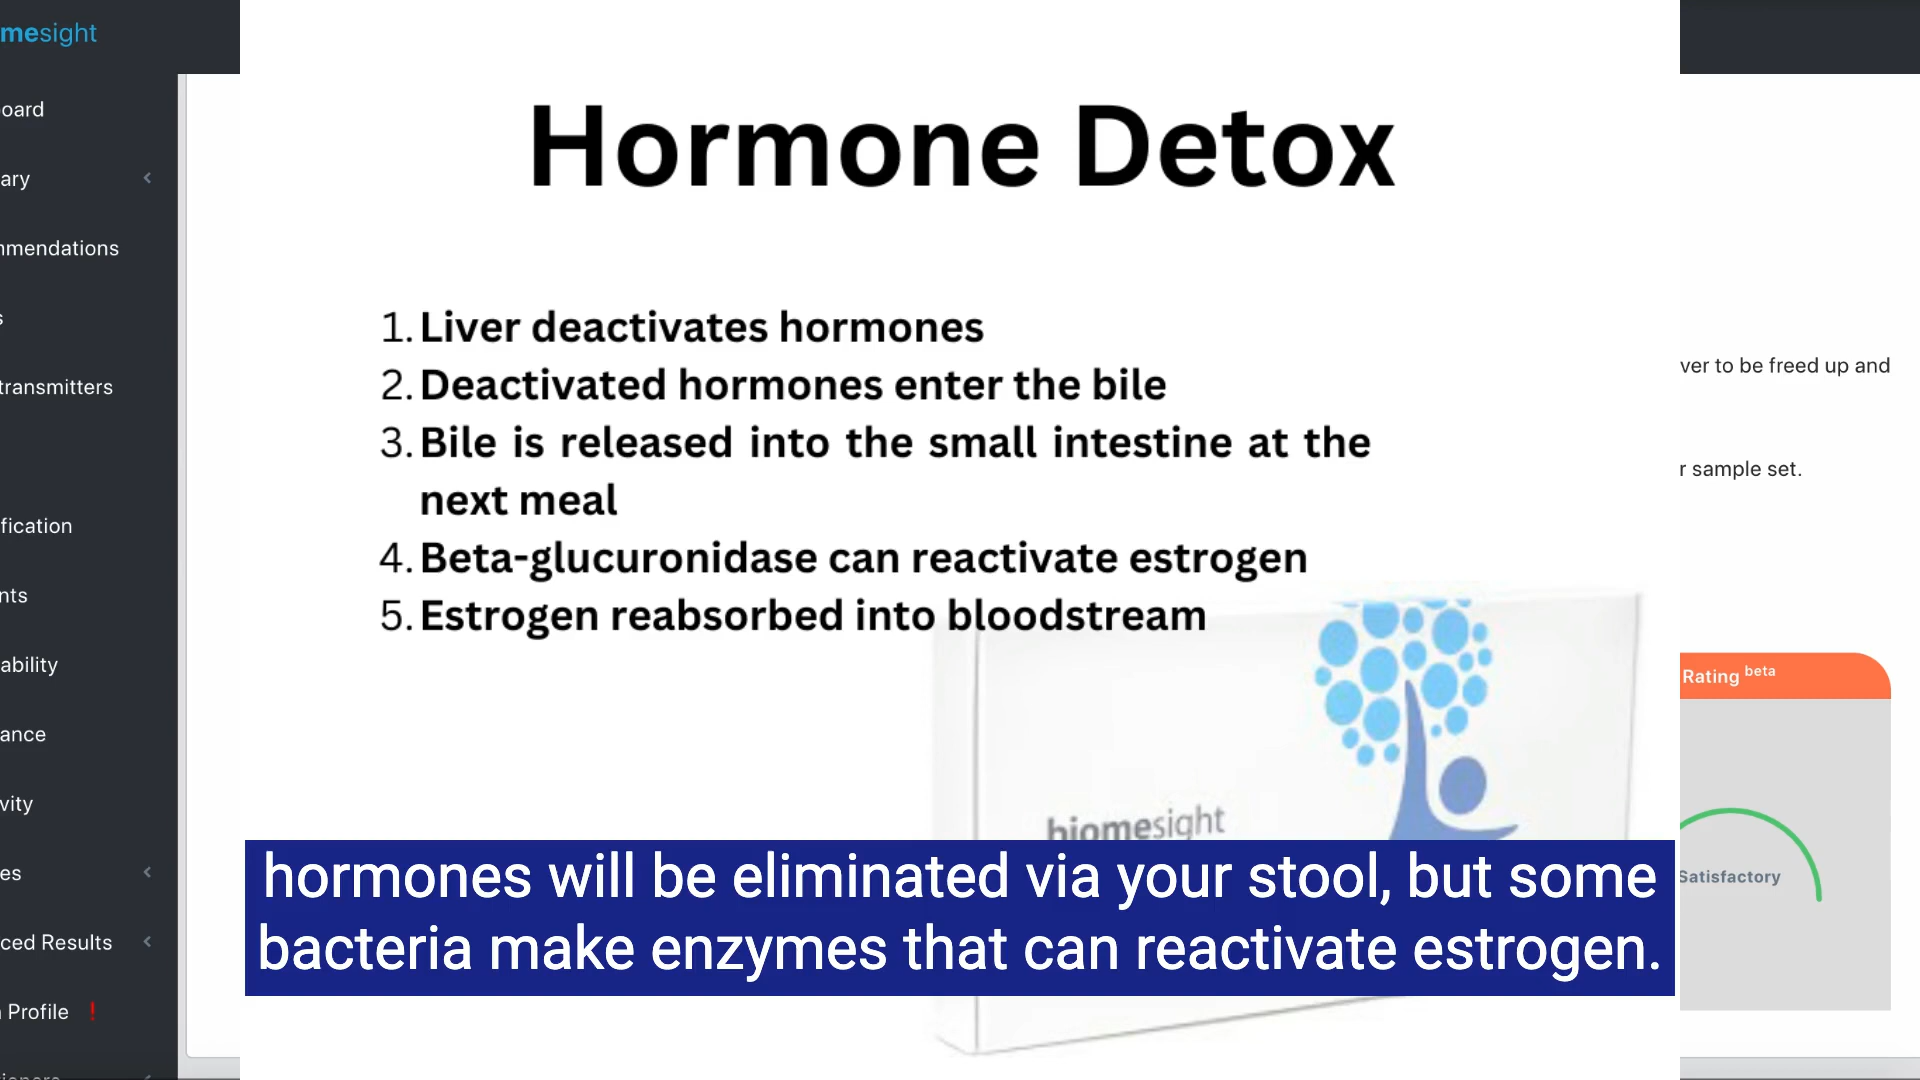 mesight
oard
ary
mmendations
s
transmitters
fication
nts
ability
ance
vity
es
ced Results
Profile !
Hormone Detox
1. Liver deactivates hormones
2. Deactivated hormones enter the bile
3. Bile is released into the small intestine at the
next meal
4. Beta-glucuronidase can reactivate estrogen
5. Estrogen reabsorbed into bloodstream
biomesight
hormones will be eliminated via your stool, but some
bacteria make enzymes that can reactivate estrogen.
ver to be freed up and
r sample set.
Rating beta
Satisfactory